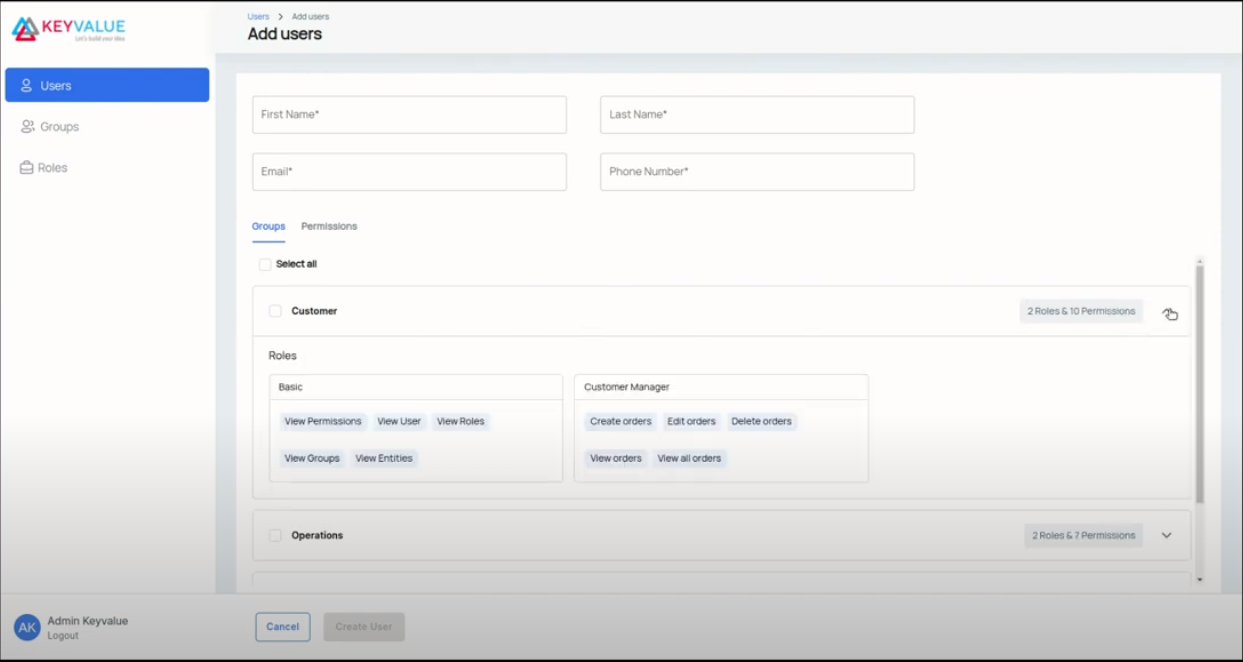 KEYVALUE
Let's build your idea
Users > Add users
Add users
Users
Groups
Roles
First Name*
Last Name*
Email*
Phone Number*
Groups Permissions
Select all
Customer
2 Roles & 10 Permissions
Roles
Basic
View Permissions View User View Roles
View Groups View Entities
Customer Manager
Create orders Edit orders Delete orders
View orders View all orders
Operations
2 Roles & 7 Permissions
AK
Admin Keyvalue
Logout
Cancel
Create User